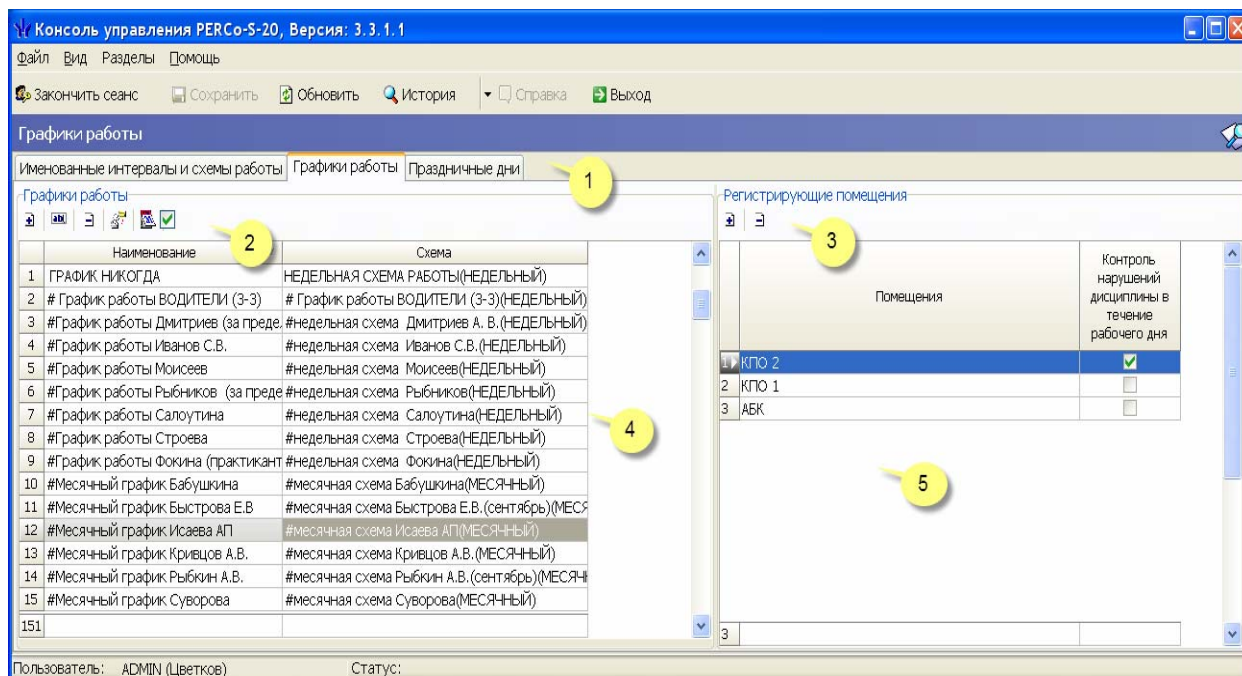 Консоль управления PERCo-S-20, Версия: 3.3.1.1
Файл Вид Разделы Помощь
Закончить сеанс Сохранить Обновить История Справка Выход
Графики работы
Именованные интервалы и схемы работы Графики работы Праздничные дни
1
Графики работы
2
Наименование Схема
1 ГРАФИК НИКОГДА НЕДЕЛЬНАЯ СХЕМА РАБОТЫ(НЕДЕЛЬНЫЙ)
2 # График работы ВОДИТЕЛИ (3-3) # График работы ВОДИТЕЛИ (3-3)(НЕДЕЛЬНЫЙ)
3 #График работы Дмитриев (за преде. #недельная схема Дмитриев А. В.(НЕДЕЛЬНЫЙ)
4 #График работы Иванов С.В. #недельная схема Иванов С.В.(НЕДЕЛЬНЫЙ)
5 #График работы Моисеев #недельная схема Моисеев(НЕДЕЛЬНЫЙ)
6 #График работы Рыбников (за преде #недельная схема Рыбников(НЕДЕЛЬНЫЙ)
7 #График работы Салоутина #недельная схема Салоутина(НЕДЕЛЬНЫЙ)
8 #График работы Строева #недельная схема Строева(НЕДЕЛЬНЫЙ)
9 #График работы Фокина (практикант #недельная схема Фокина(НЕДЕЛЬНЫЙ)
10 #Месячный график Бабушкина #месячная схема Бабушкина(МЕСЯЧНЫЙ)
11 #Месячный график Быстрова Е.В #месячная схема Быстрова Е.В.(сентябрь)(МЕСЯ
12 #Месячный график Исаева АП #месячная схема Исаева АП(МЕСЯЧНЫЙ)
13 #Месячный график Кривцов А.В. #месячная схема Кривцов А.В.(МЕСЯЧНЫЙ)
14 #Месячный график Рыбкин А.В. #месячная схема Рыбкин А.В.(сентябрь)(МЕСЯЧН
15 #Месячный график Суворова #месячная схема Суворова(МЕСЯЧНЫЙ)
151
4
Регистрирующие помещения
3
Помещения
Контроль
нарушений
дисциплины в
течение
рабочего дня
1 КПО 2
2 КПО 1
3 АБК
5
3
Пользователь: ADMIN (Цветков) Статус: